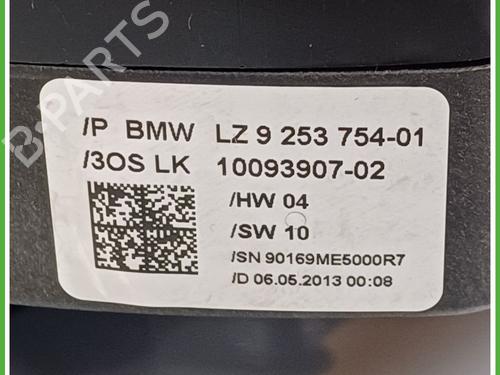 B-PARTS
/P BMW LZ 9 253 754-01
/3OS LK 10093907-02
/HW 04
/SW 10
/SN 90169ME5000R7
/D 06.05.2013 00:08